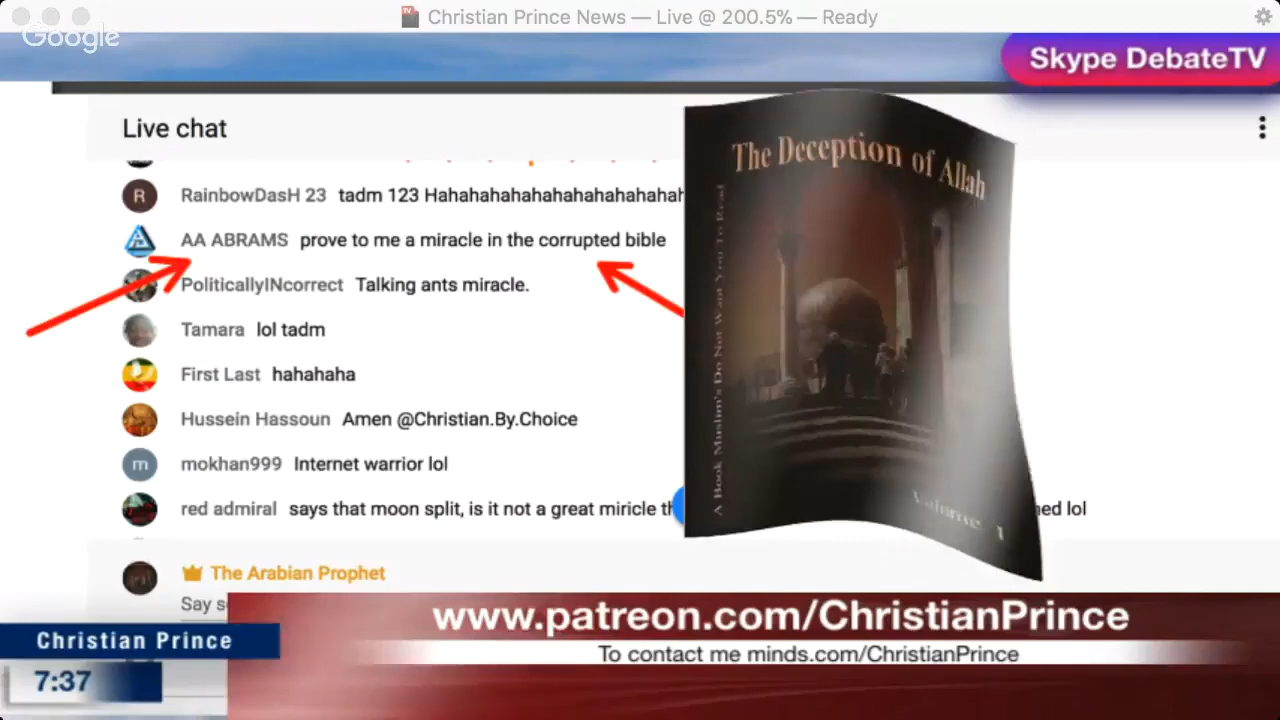 Christian Prince News — Live @ 200.5% — Ready
Google
Skype DebateTV
Live chat
R RainbowDasH 23 tadm 123 Hahahahahahahahahahahah
AA ABRAMS prove to me a miracle in the corrupted bible
PoliticallyINcorrect Talking ants miracle.
Tamara lol tadm
First Last hahahaha
Hussein Hassoun Amen @Christian.By.Choice
m mokhan999 Internet warrior lol
red admiral says that moon split, is it not a great miricle th
ed lol
The Deception of Allah
A Book Muslim's Do Not Want You To Read
Volume 1
The Arabian Prophet
Say s
www.patreon.com/ChristianPrince
To contact me minds.com/ChristianPrince
Christian Prince
7:37